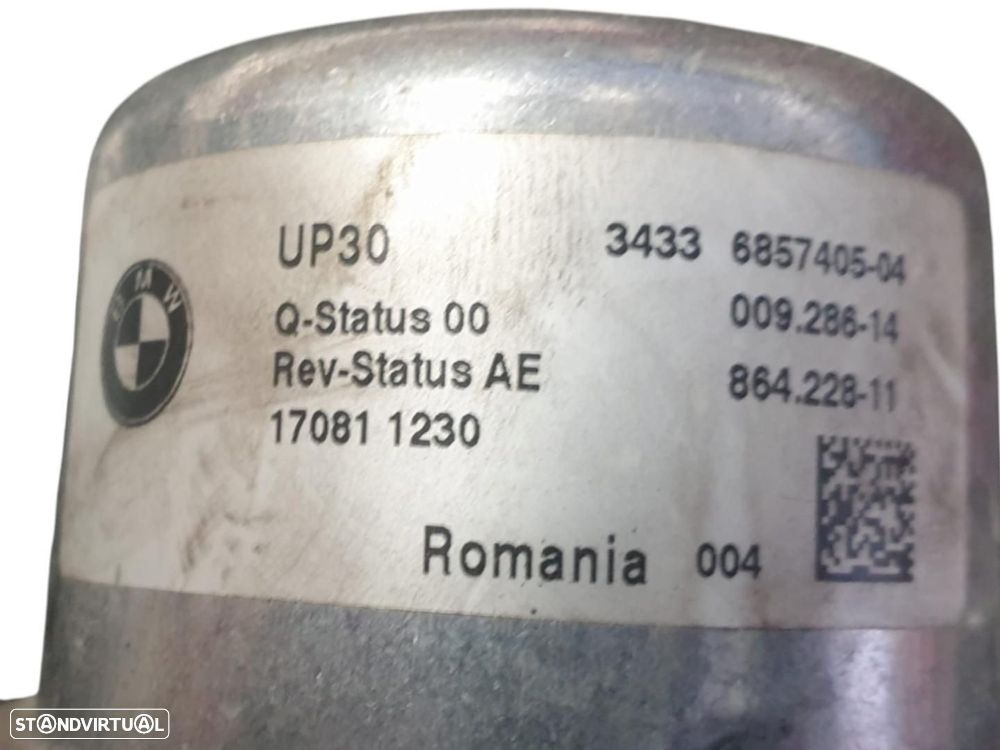 BMW
UP30 3433 6857405-04
Q-Status 00 009.286-14
Rev-Status AE 864.228-11
17081 1230
Romania 004
STANDVIRTUAL